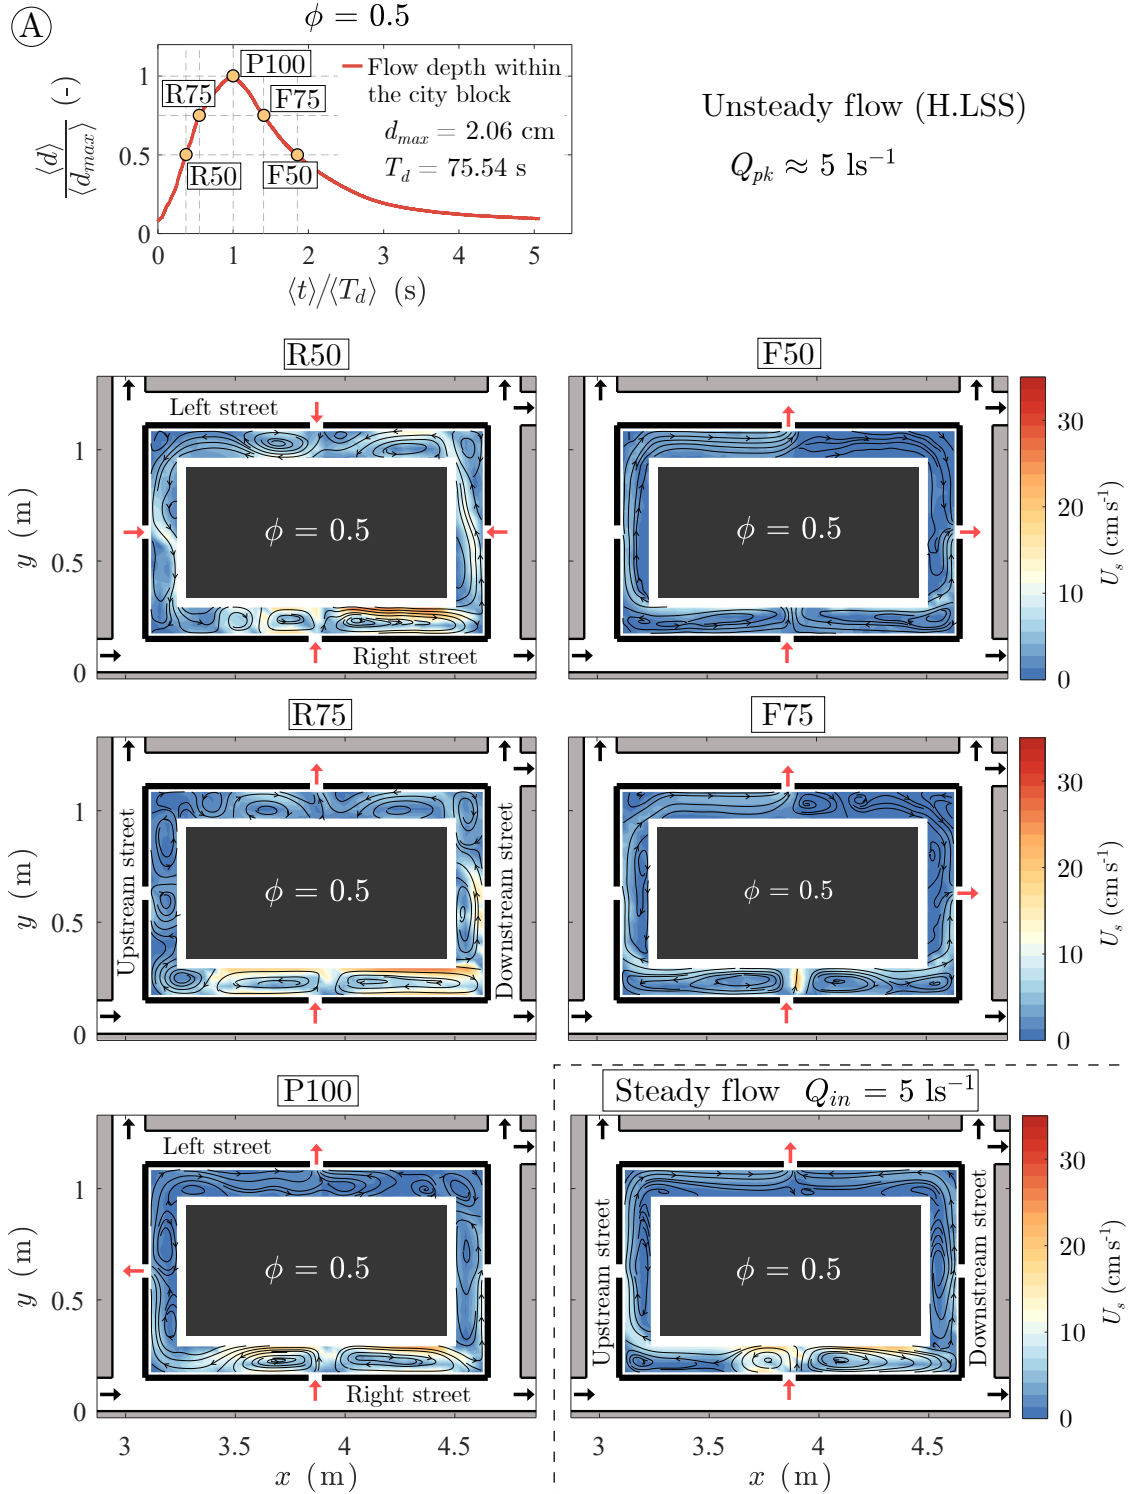 A
ϕ = 0.5
⟨d⟩/⟨d_max⟩ (-)
1
0.5
0
P100
R75
F75
R50
F50
Flow depth within
the city block
d_max = 2.06 cm
T_d = 75.54 s
0 1 2 3 4 5
⟨t⟩/⟨T_d⟩ (s)
Unsteady flow (H.LSS)
Q_pk ≈ 5 ls⁻¹
R50
Left street
ϕ = 0.5
Right street
y (m)
1
0.5
0
F50
ϕ = 0.5
30
20
10
0
U_s (cm s⁻¹)
R75
Upstream street
ϕ = 0.5
Downstream street
y (m)
1
0.5
0
F75
ϕ = 0.5
30
20
10
0
U_s (cm s⁻¹)
P100
Left street
ϕ = 0.5
Right street
y (m)
1
0.5
0
3 3.5 4 4.5
x (m)
Steady flow Q_in = 5 ls⁻¹
Upstream street
ϕ = 0.5
Downstream street
30
20
10
0
U_s (cm s⁻¹)
3 3.5 4 4.5
x (m)